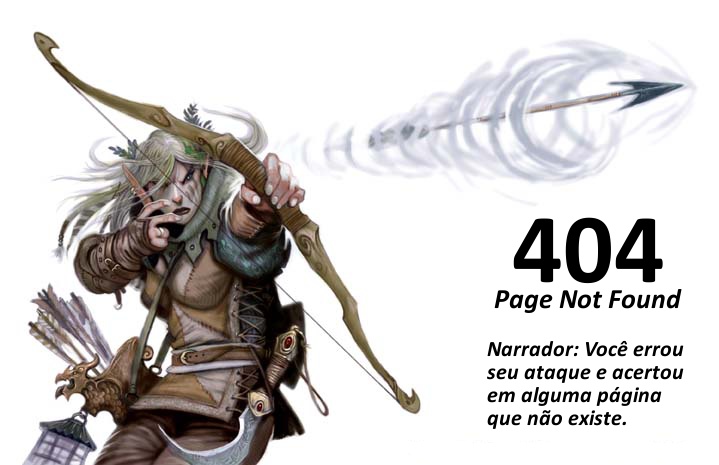 404
Page Not Found
Narrador: Você errou
seu ataque e acertou
em alguma página
que não existe.